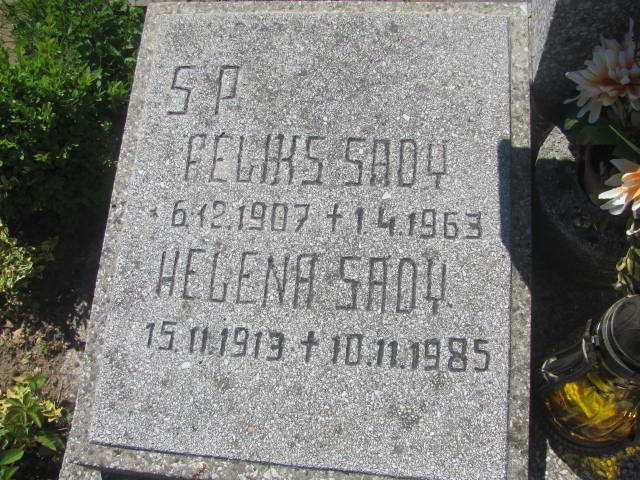 S P
FELIKS SADY
* 6.12.1907 + 1.4.1963
HELENA SADY.
15.11.1913 + 10.11.1985